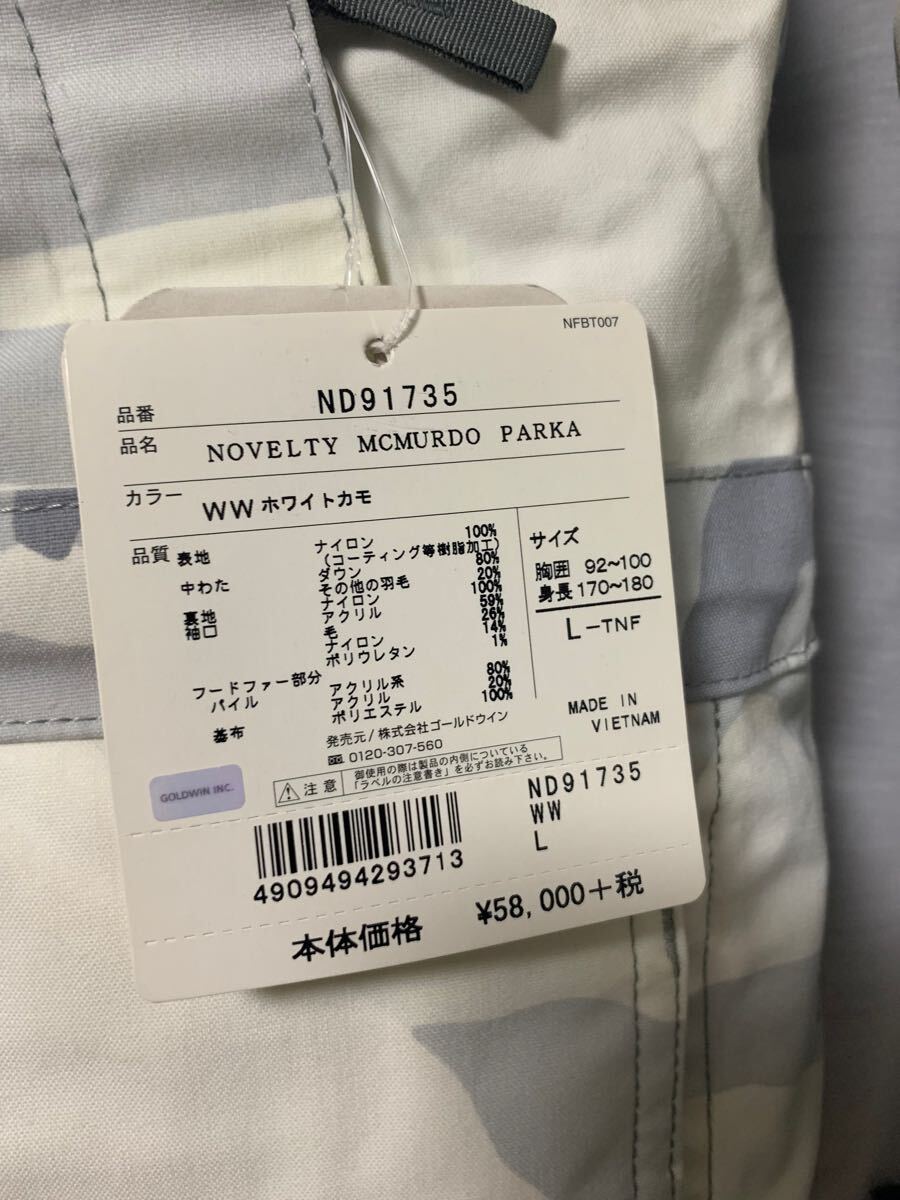 NFBT007
品番 ND91735
品名 NOVELTY MCMURDO PARKA
カラー WW ホワイトカモ
品質 表地 ナイロン 100%
(コーティング等樹脂加工)
中わた ダウン 80%
その他の羽毛 20%
裏地 ナイロン 100%
袖口 アクリル 59%
毛 26%
ナイロン 14%
ポリウレタン 1%
フードファー部分
パイル アクリル系 80%
アクリル 20%
基布 ポリエステル 100%
サイズ
胸囲 92~100
身長 170~180
L-TNF
MADE IN
VIETNAM
発売元/株式会社ゴールドウイン
0120-307-560
注意 御使用の際は製品の内側についている
「ラベルの注意書き」を必ずお読み下さい。
GOLDWIN INC.
4909494293713
ND91735
WW
L
本体価格 ¥58,000+税